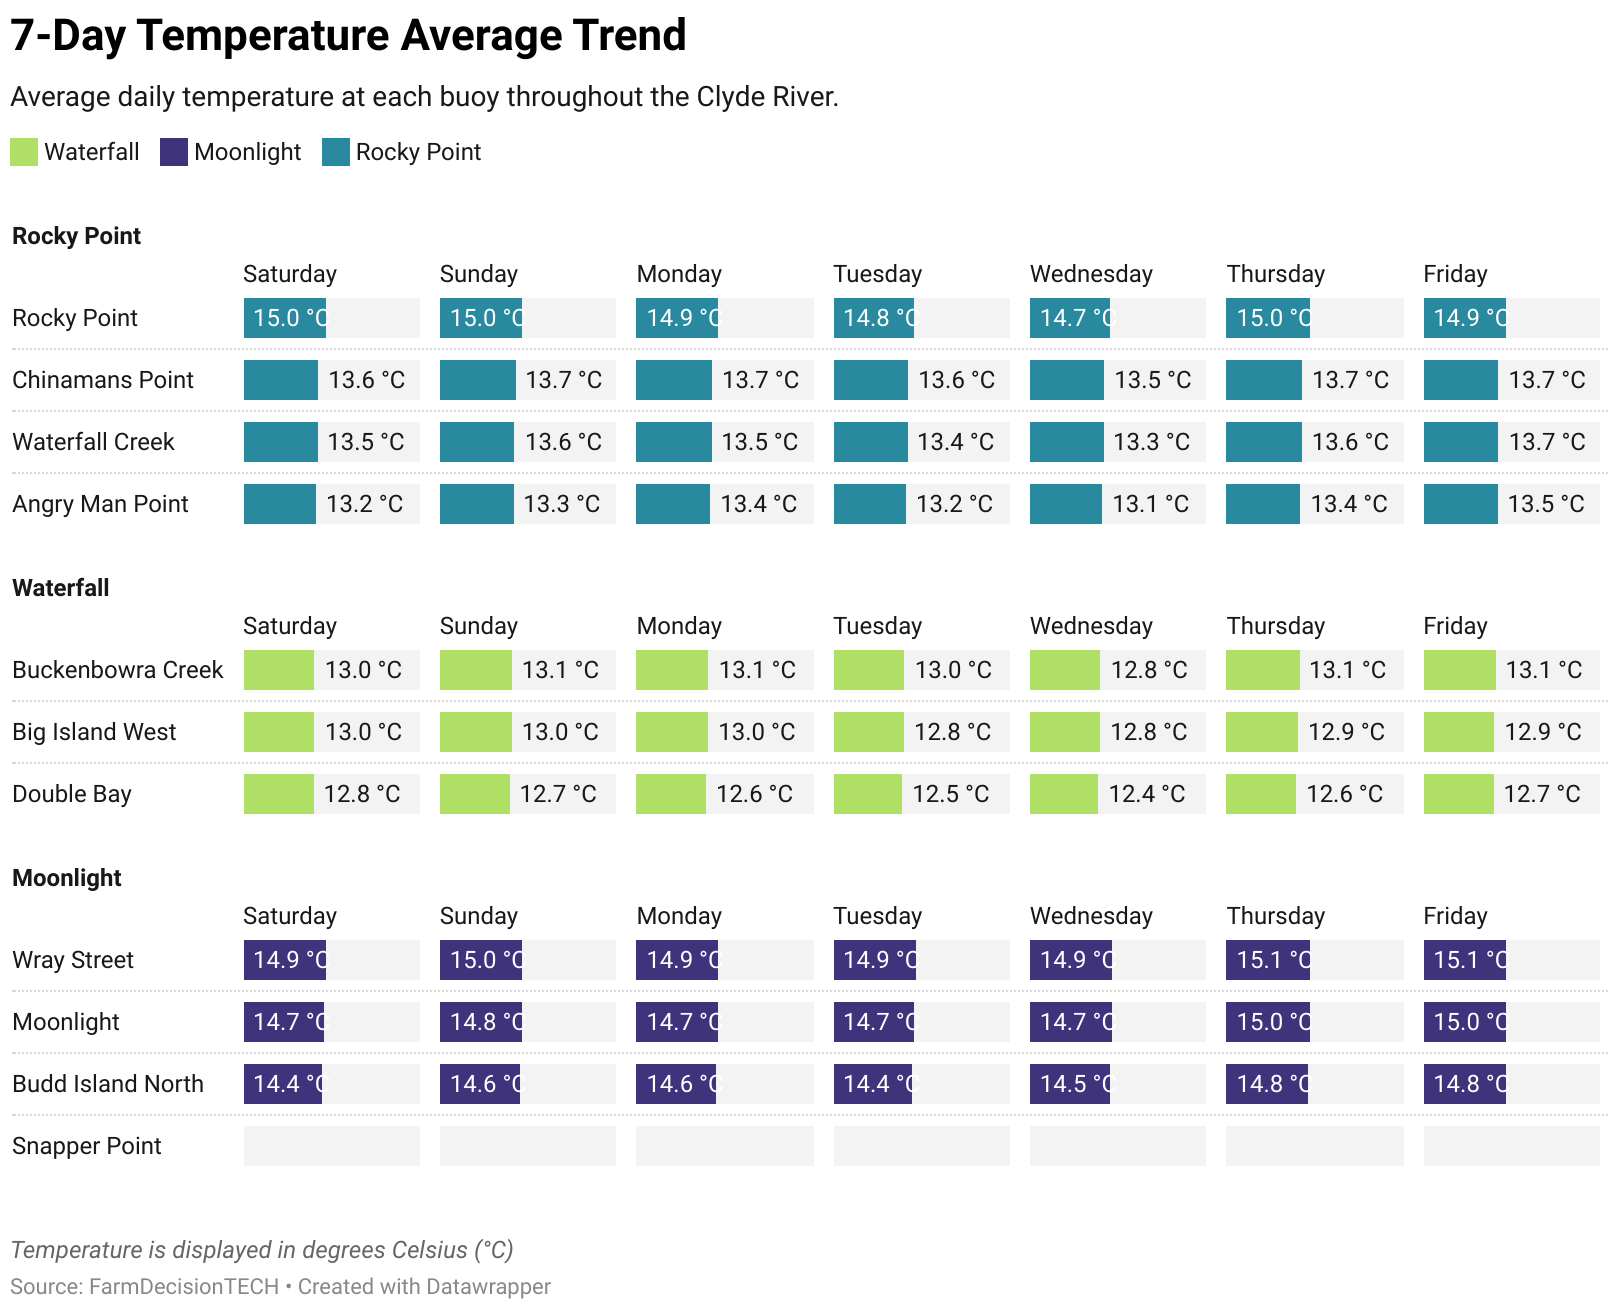 7-Day Temperature Average Trend
Average daily temperature at each buoy throughout the Clyde River.
Waterfall Moonlight Rocky Point
Rocky Point
Saturday Sunday Monday Tuesday Wednesday Thursday Friday
Rocky Point 15.0 °C 15.0 °C 14.9 °C 14.8 °C 14.7 °C 15.0 °C 14.9 °C
Chinamans Point 13.6 °C 13.7 °C 13.7 °C 13.6 °C 13.5 °C 13.7 °C 13.7 °C
Waterfall Creek 13.5 °C 13.6 °C 13.5 °C 13.4 °C 13.3 °C 13.6 °C 13.7 °C
Angry Man Point 13.2 °C 13.3 °C 13.4 °C 13.2 °C 13.1 °C 13.4 °C 13.5 °C
Waterfall
Saturday Sunday Monday Tuesday Wednesday Thursday Friday
Buckenbowra Creek 13.0 °C 13.1 °C 13.1 °C 13.0 °C 12.8 °C 13.1 °C 13.1 °C
Big Island West 13.0 °C 13.0 °C 13.0 °C 12.8 °C 12.8 °C 12.9 °C 12.9 °C
Double Bay 12.8 °C 12.7 °C 12.6 °C 12.5 °C 12.4 °C 12.6 °C 12.7 °C
Moonlight
Saturday Sunday Monday Tuesday Wednesday Thursday Friday
Wray Street 14.9 °C 15.0 °C 14.9 °C 14.9 °C 14.9 °C 15.1 °C 15.1 °C
Moonlight 14.7 °C 14.8 °C 14.7 °C 14.7 °C 14.7 °C 15.0 °C 15.0 °C
Budd Island North 14.4 °C 14.6 °C 14.6 °C 14.4 °C 14.5 °C 14.8 °C 14.8 °C
Snapper Point
Temperature is displayed in degrees Celsius (°C)
Source: FarmDecisionTECH • Created with Datawrapper